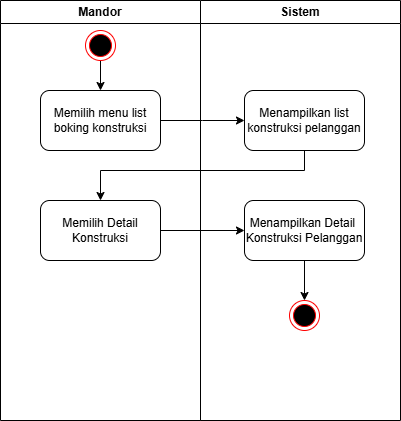 Mandor
Sistem
Memilih menu list
boking konstruksi
Menampilkan list
konstruksi pelanggan
Memilih Detail
Konstruksi
Menampilkan Detail
Konstruksi Pelanggan